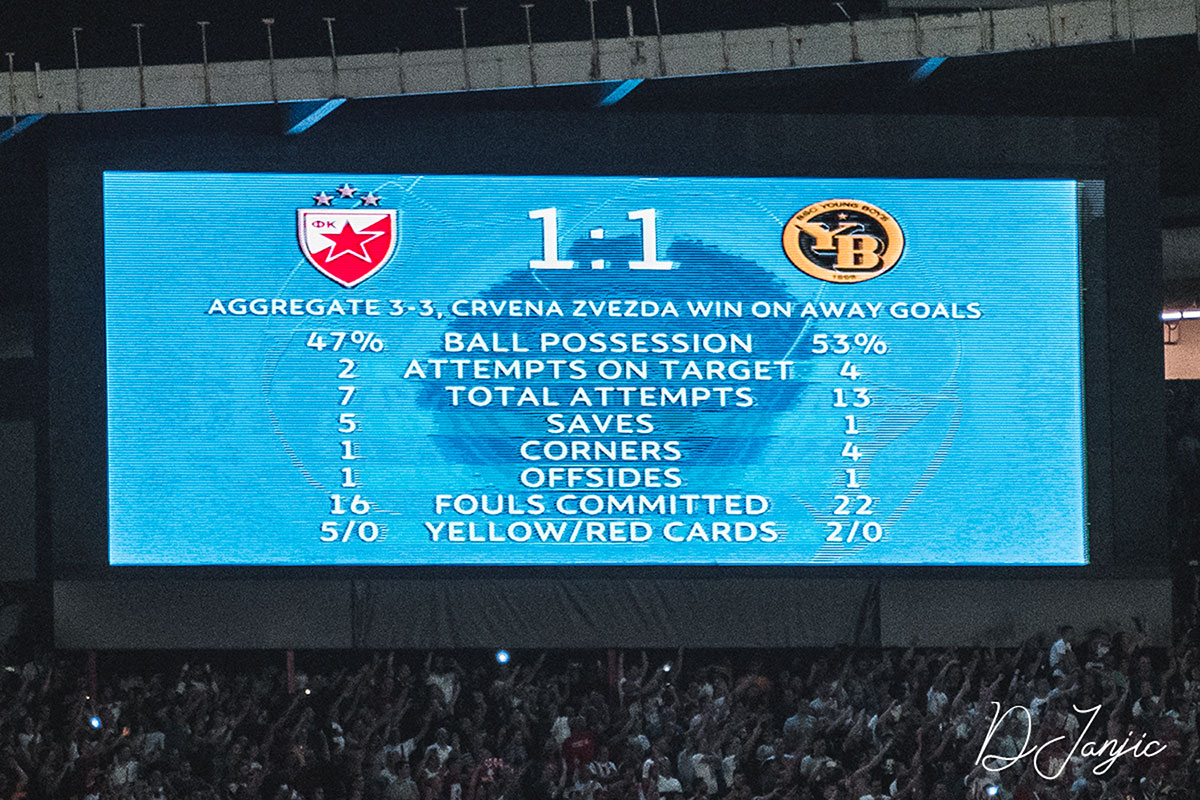 ФК
1:1
BSC YOUNG BOYS
YB
1898
AGGREGATE 3-3, CRVENA ZVEZDA WIN ON AWAY GOALS
47% BALL POSSESSION 53%
2 ATTEMPTS ON TARGET 4
7 TOTAL ATTEMPTS 13
5 SAVES 1
1 CORNERS 4
1 OFFSIDES 1
16 FOULS COMMITTED 22
5/0 YELLOW/RED CARDS 2/0
D Janjic